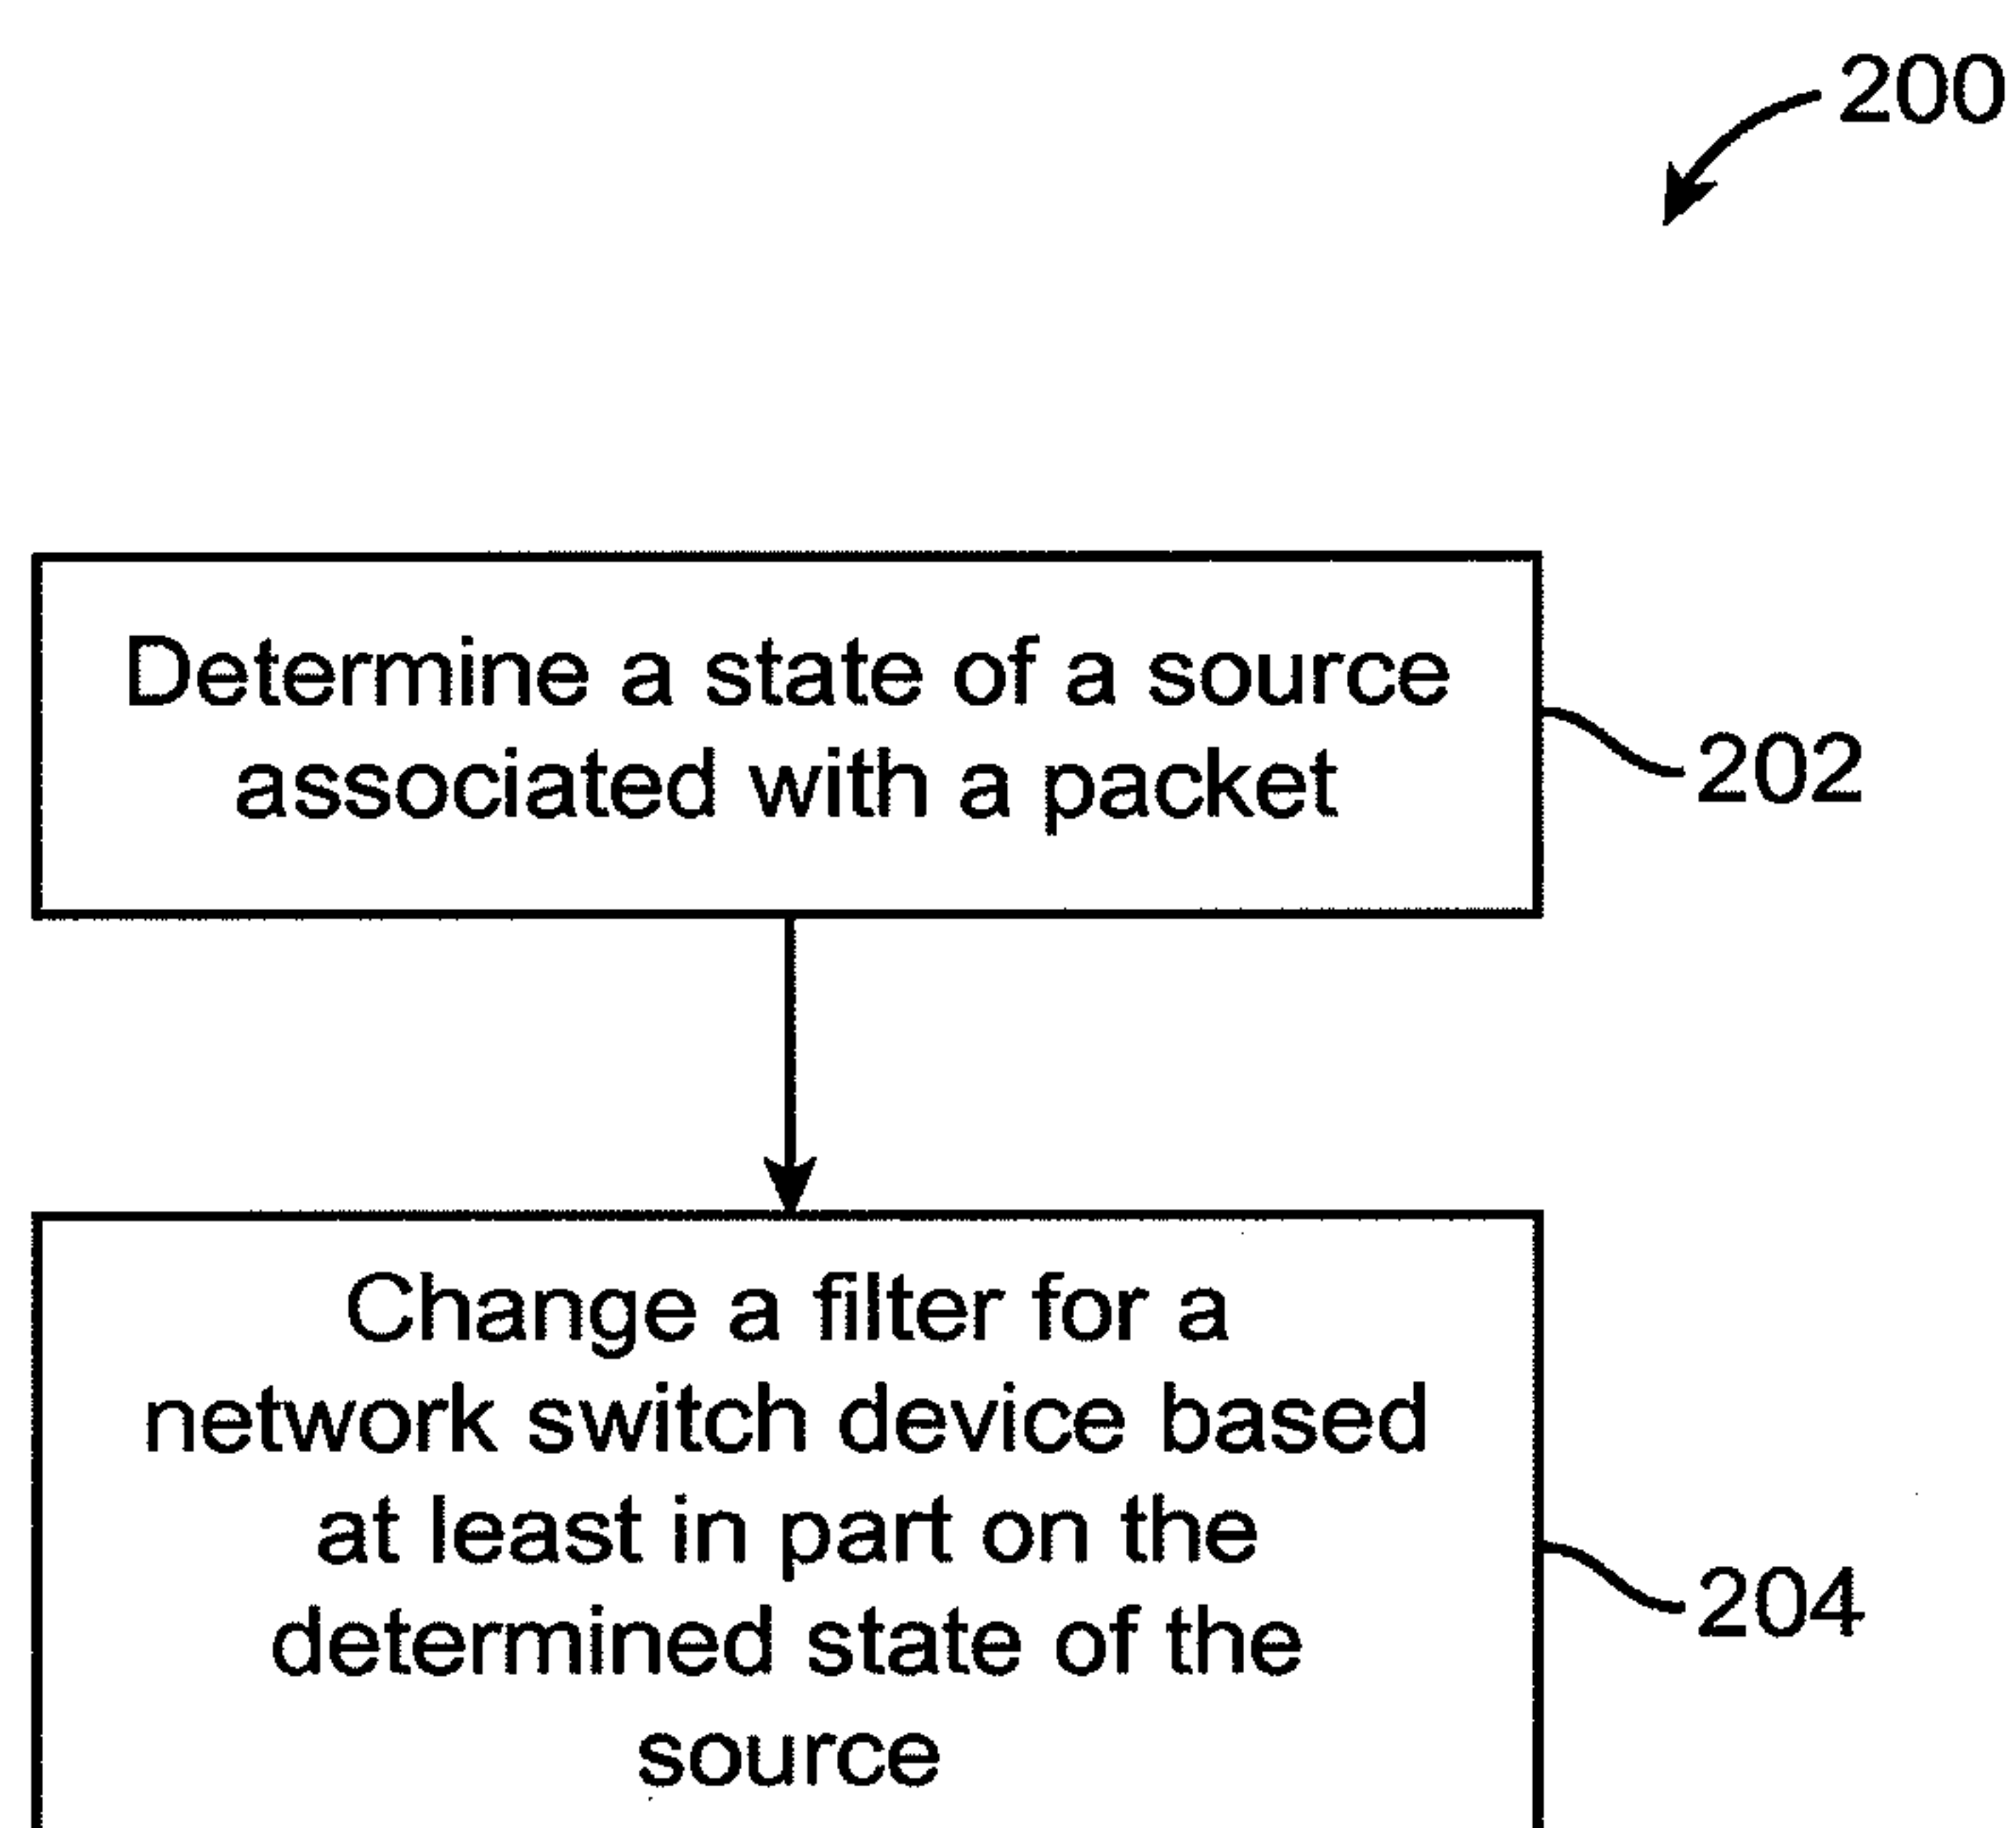 200
Determine a state of a source
associated with a packet
202
Change a filter for a
network switch device based
at least in part on the
determined state of the
source
204